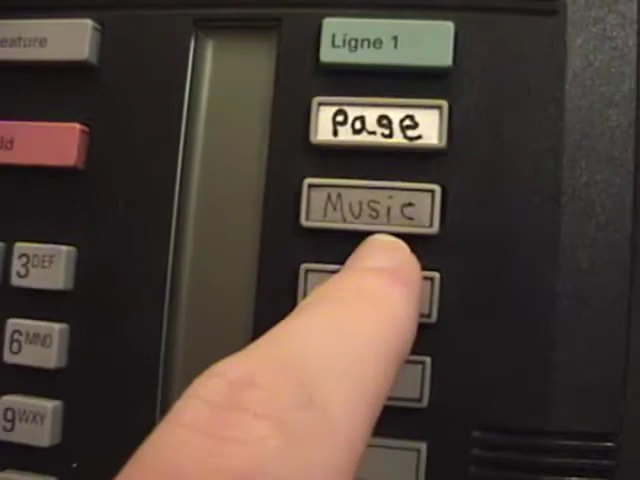 eature
Ligne 1
Page
ld
Music
3DEF
6MNO
9WXY